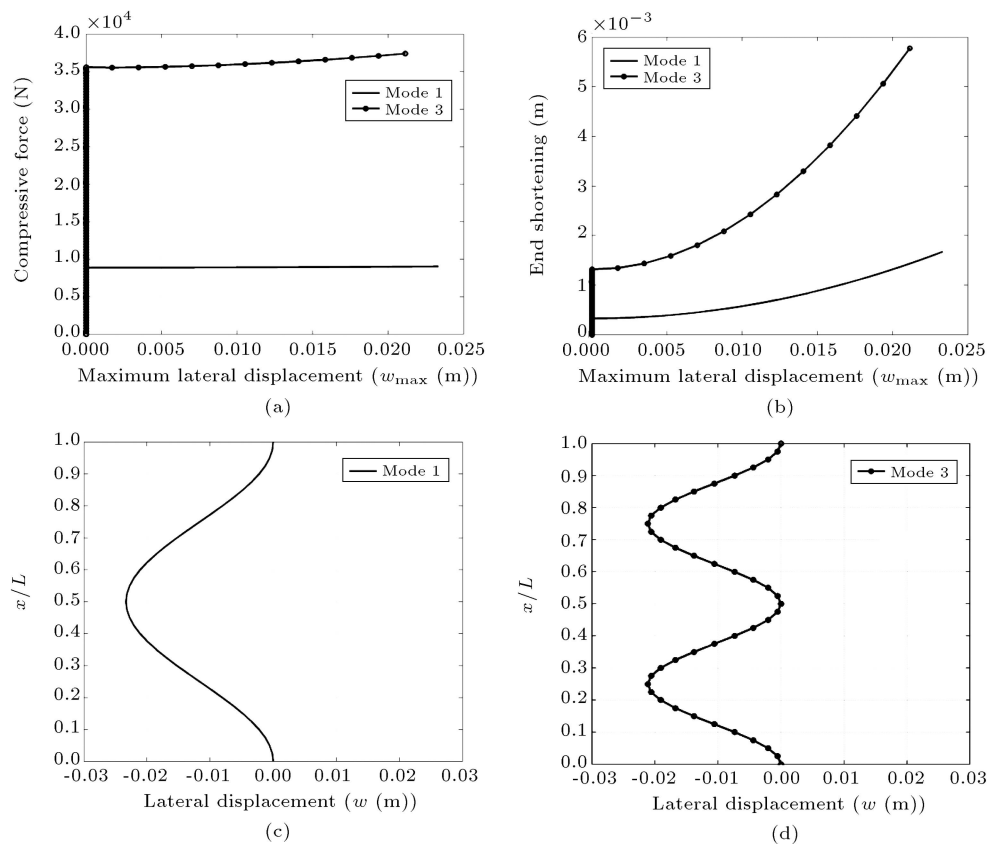 ×10⁴
4.0
3.5
3.0
2.5
2.0
1.5
1.0
0.5
0.0
0.000 0.005 0.010 0.015 0.020 0.025
Compressive force (N)
Mode 1
Mode 3
Maximum lateral displacement (wmax (m))
(a)
×10⁻³
6
5
4
3
2
1
0
0.000 0.005 0.010 0.015 0.020 0.025
End shortening (m)
Mode 1
Mode 3
Maximum lateral displacement (wmax (m))
(b)
1.0
0.9
0.8
0.7
0.6
0.5
0.4
0.3
0.2
0.1
0.0
-0.03 -0.02 -0.01 0.00 0.01 0.02 0.03
x/L
Mode 1
Lateral displacement (w (m))
(c)
1.0
0.9
0.8
0.7
0.6
0.5
0.4
0.3
0.2
0.1
0.0
-0.03 -0.02 -0.01 0.00 0.01 0.02 0.03
x/L
Mode 3
Lateral displacement (w (m))
(d)